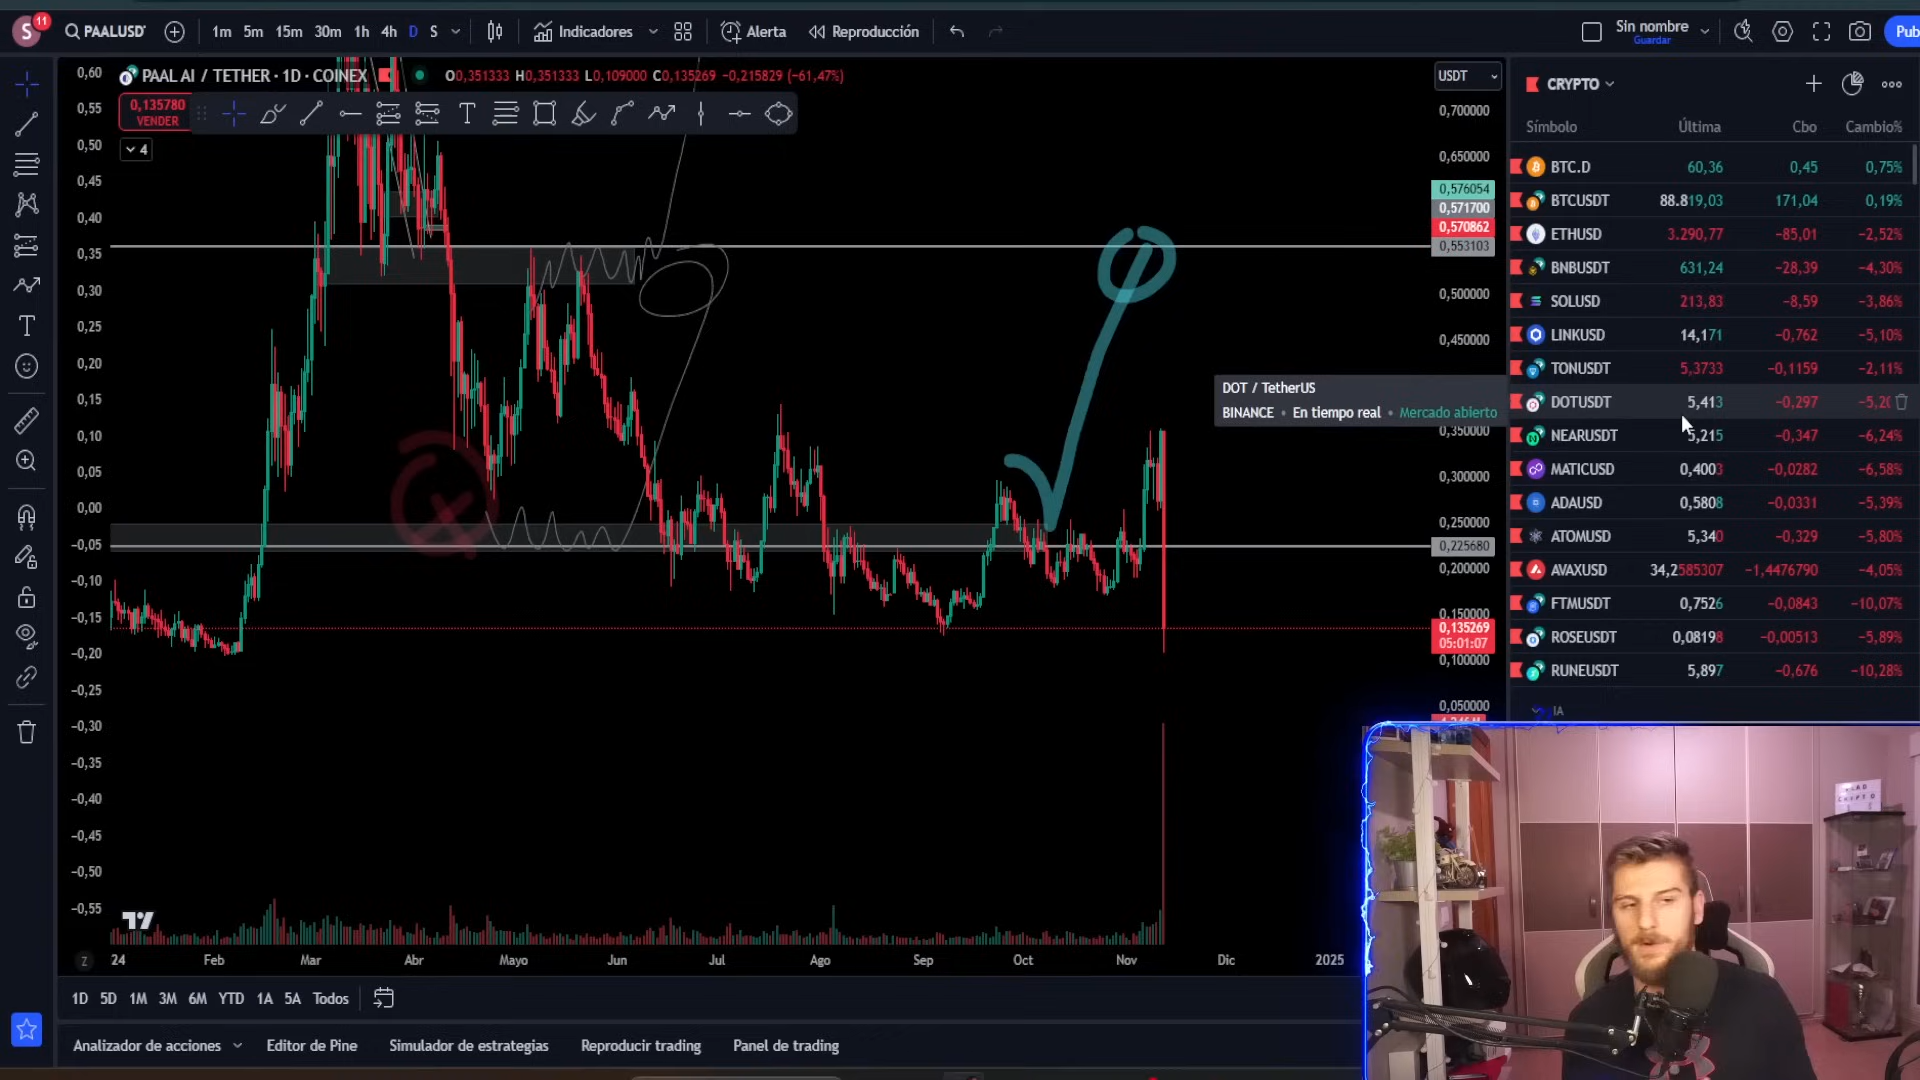 S 11 PAALUSD 1m 5m 15m 30m 1h 4h D S Indicadores Alerta Reproducción Sin nombre Guardar Pub
PAAL AI / TETHER · 1D · COINEX O0,351333 H0,351333 L0,109000 C0,135269 −0,215829 (−61,47%) USDT
0,135780
VENDER
4
0,60
0,55
0,50
0,45
0,40
0,35
0,30
0,25
0,20
0,15
0,10
0,05
0,00
−0,05
−0,10
−0,15
−0,20
−0,25
−0,30
−0,35
−0,40
−0,45
−0,50
−0,55
0,700000
0,650000
0,576054
0,571700
0,570862
0,553103
0,500000
0,450000
0,350000
0,300000
0,250000
0,225680
0,200000
0,150000
0,135269
05:01:07
0,100000
0,050000
DOT / TetherUS
BINANCE • En tiempo real • Mercado abierto
CRYPTO
Símbolo Última Cbo Cambio%
BTC.D 60,36 0,45 0,75%
BTCUSDT 88.819,03 171,04 0,19%
ETHUSD 3.290,77 −85,01 −2,52%
BNBUSDT 631,24 −28,39 −4,30%
SOLUSD 213,83 −8,59 −3,86%
LINKUSD 14,171 −0,762 −5,10%
TONUSDT 5,3733 −0,1159 −2,11%
DOTUSDT 5,413 −0,297
NEARUSDT 5,215 −0,347 −6,24%
MATICUSD 0,4003 −0,0282 −6,58%
ADAUSD 0,5808 −0,0331 −5,39%
ATOMUSD 5,340 −0,329 −5,80%
AVAXUSD 34,2585307 −1,4476790 −4,05%
FTMUSDT 0,7526 −0,0843 −10,07%
ROSEUSDT 0,08198 −0,00513 −5,89%
RUNEUSDT 5,897 −0,676 −10,28%
IA
Z 24 Feb Mar Abr Mayo Jun Jul Ago Sep Oct Nov Dic 2025
1D 5D 1M 3M 6M YTD 1A 5A Todos
Analizador de acciones Editor de Pine Simulador de estrategias Reproducir trading Panel de trading